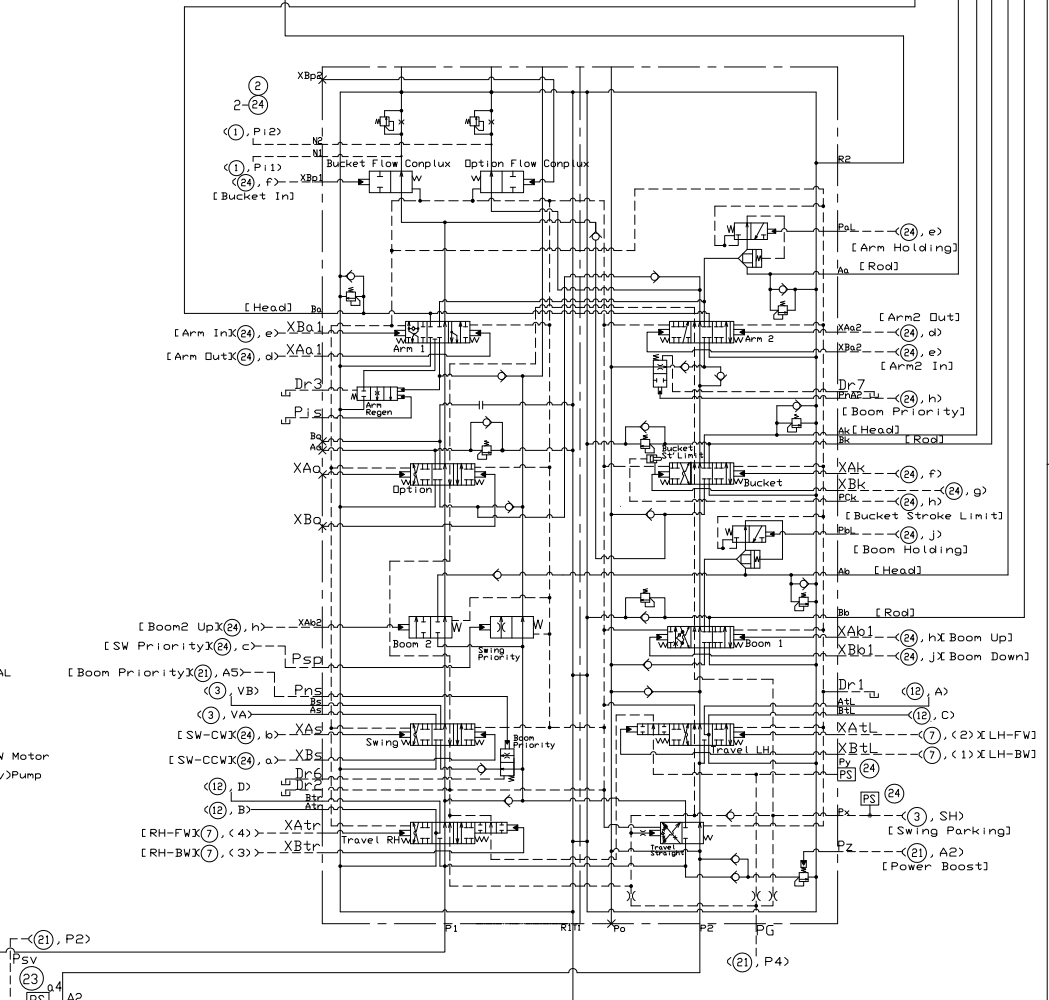 XBp2
2
2-24
(1, Pi2)
N2
N1
(1, Pi1)
(24, f) XBp1
[Bucket In]
Bucket Flow Conplux
Option Flow Conplux
R2
PaL (24, e)
[Arm Holding]
Aa [Rod]
[Head] Ba
[Arm In] (24, e) XBa1
[Arm Out] (24, d) XAa1
Arm 1
Arm 2
[Arm2 Out]
XAa2 (24, d)
XBa2 (24, e)
[Arm2 In]
Dr3
Arm
Regen
Pis
Dr7
PnA2 (24, h)
[Boom Priority]
Bo
Ao
Ak [Head]
Bk [Rod]
Bucket
St'Limit
XAo
Option
XBo
Bucket
XAk (24, f)
XBk (24, g)
PCk (24, h)
[Bucket Stroke Limit]
PbL (24, j)
[Boom Holding]
Ab [Head]
Bb [Rod]
[Boom2 Up] (24, h) XAb2
[SW Priority] (24, c)
Boom 2
Swing
Priority
Boom 1
XAb1 (24, h) [Boom Up]
XBb1 (24, j) [Boom Down]
Psp
AL
[Boom Priority] (21, A5)
Pns
(3, VB) Bs
(3, VA) As
Dr1
AtL (12, A)
BtL (12, C)
[SW-CW] (24, b) XAs
Swing
Boom
Priority
Travel LH
XAtL (7, (2)) [LH-FW]
[SW-CCW] (24, a) XBs
XBtL (7, (1)) [LH-BW]
W Motor
y)Pump
Dr6
Dr2
Py
PS 24
(12, D) Btr
(12, B) Atr
PS 24
Px (3, SH)
[Swing Parking]
[RH-FW] (7, (4)) XAtr
Travel RH
[RH-BW] (7, (3)) XBtr
Travel
Straight
Pz (21, A2)
[Power Boost]
P1
R1
T1
Po
P2
PG
(21, P2)
Psv
23
a4
PS
A2
(21, P4)